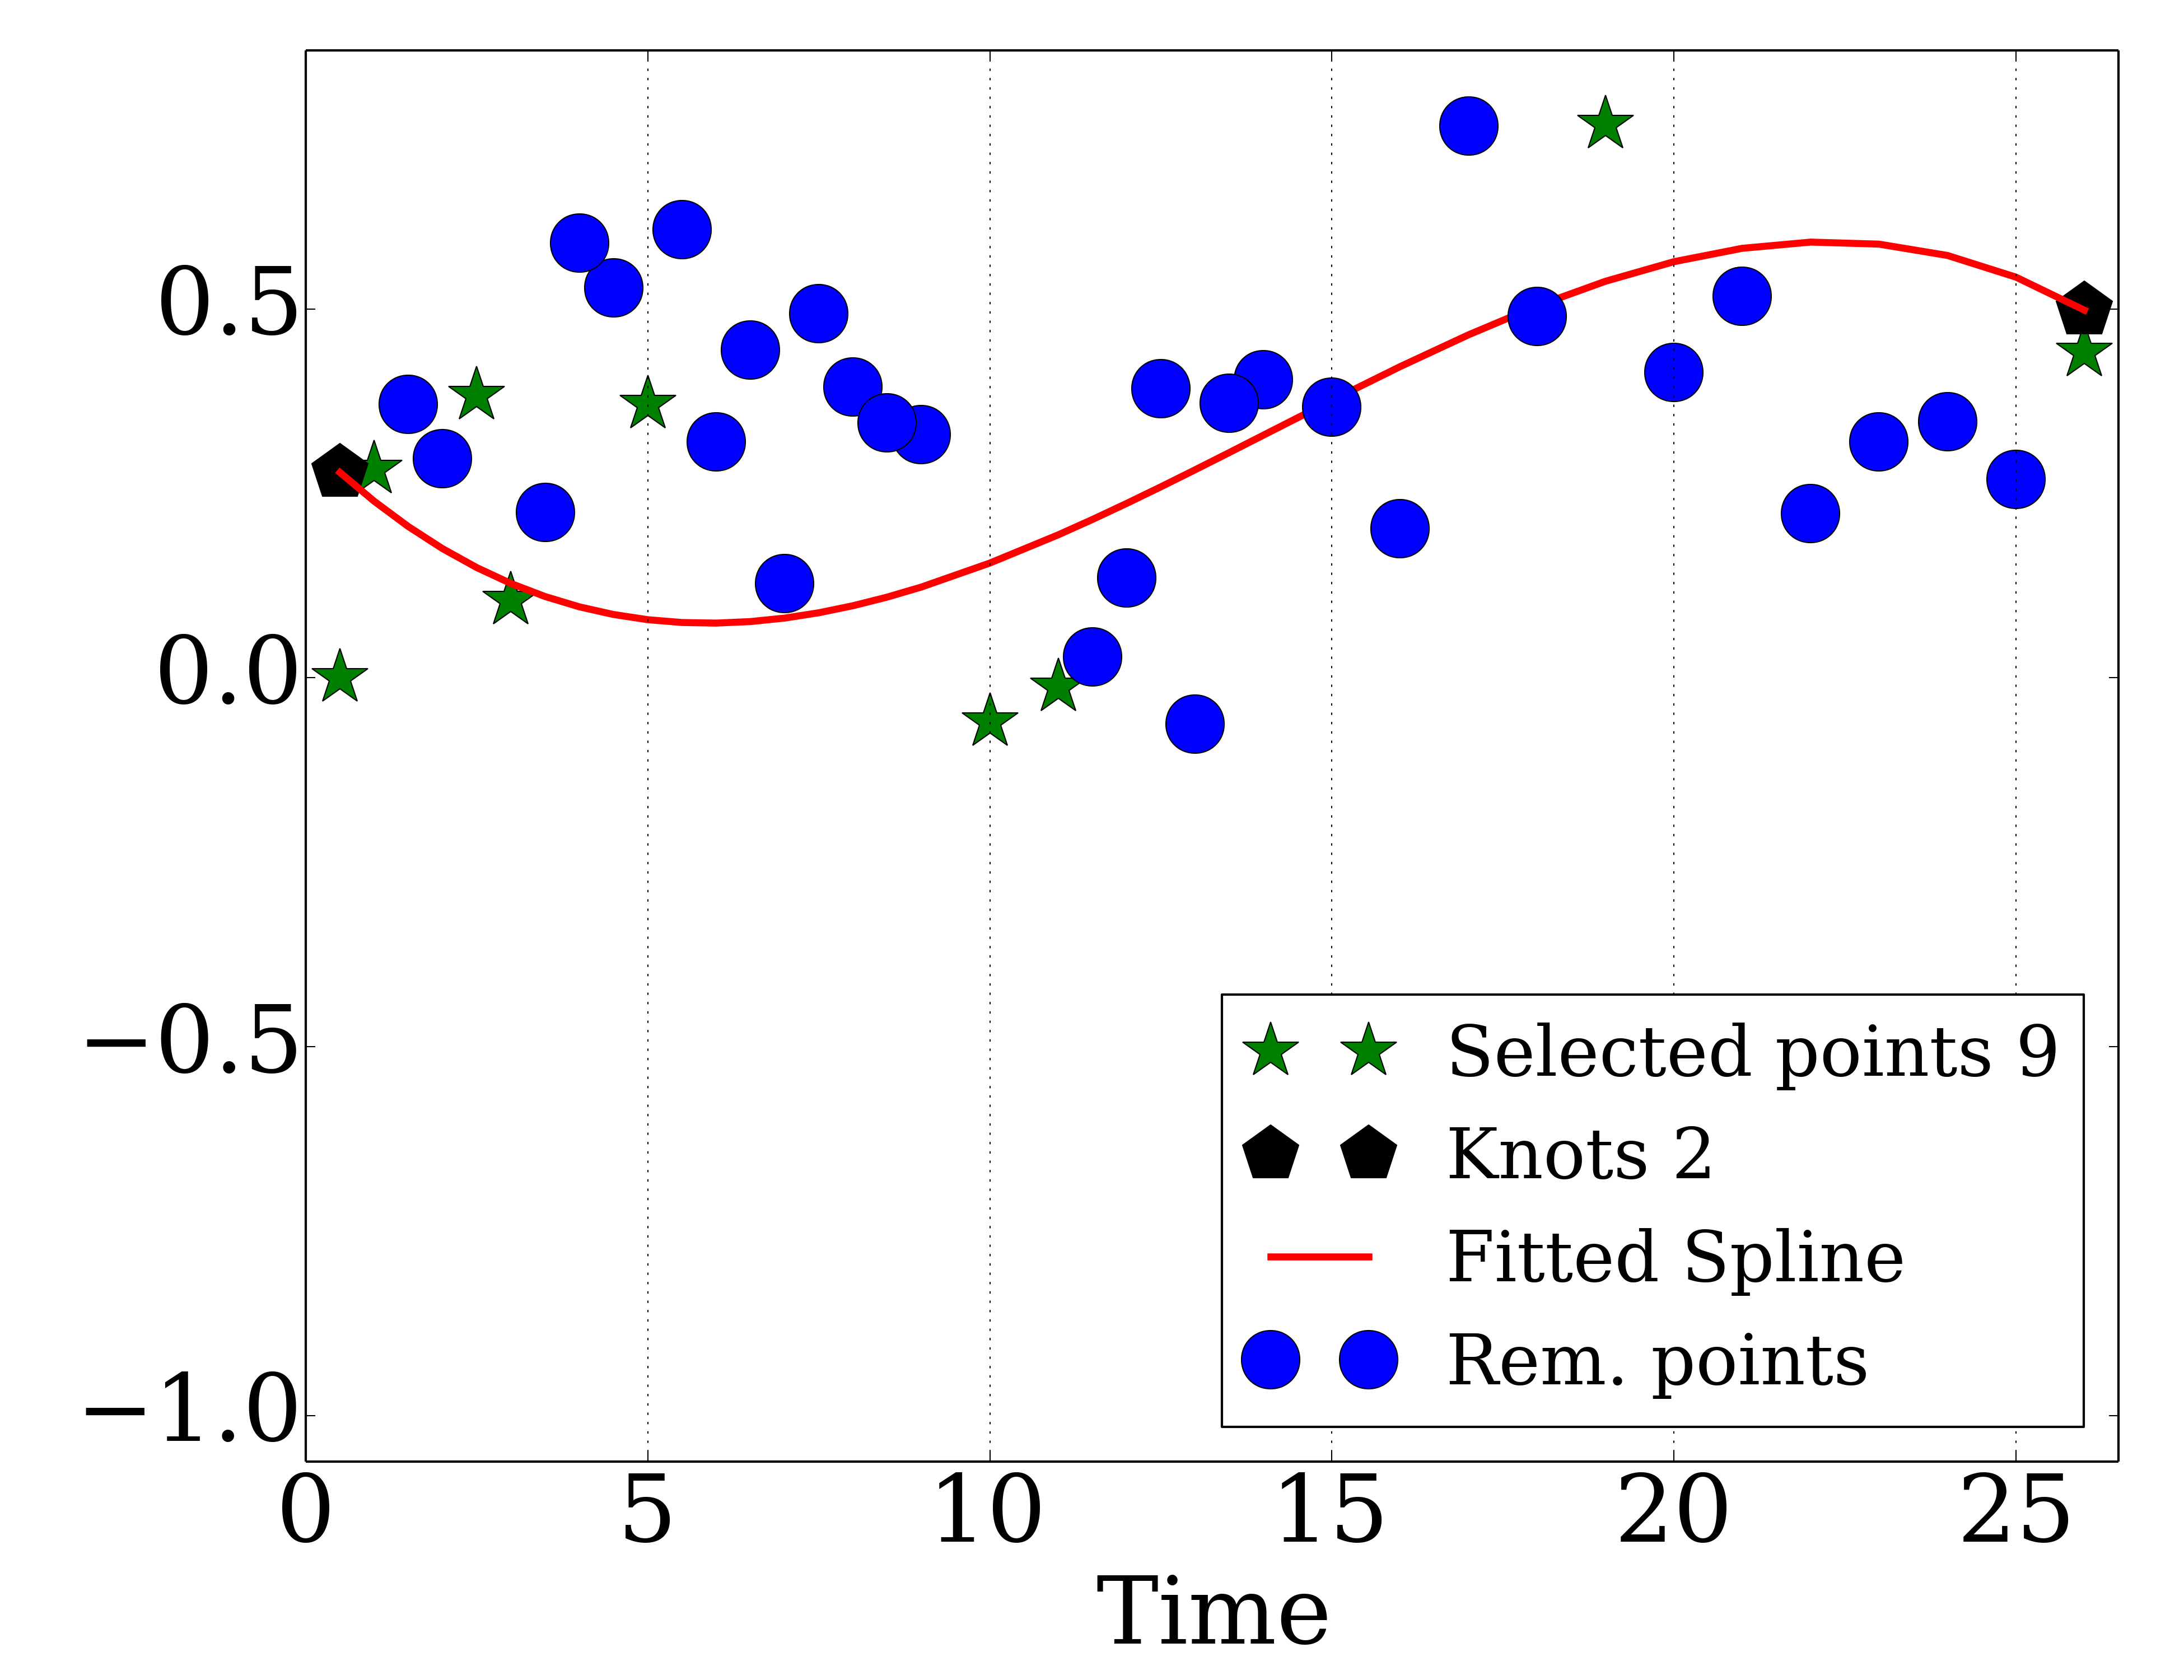 0.5
0.0
−0.5
−1.0
Selected points 9
Knots 2
Fitted Spline
Rem. points
0 5 10 15 20 25
Time